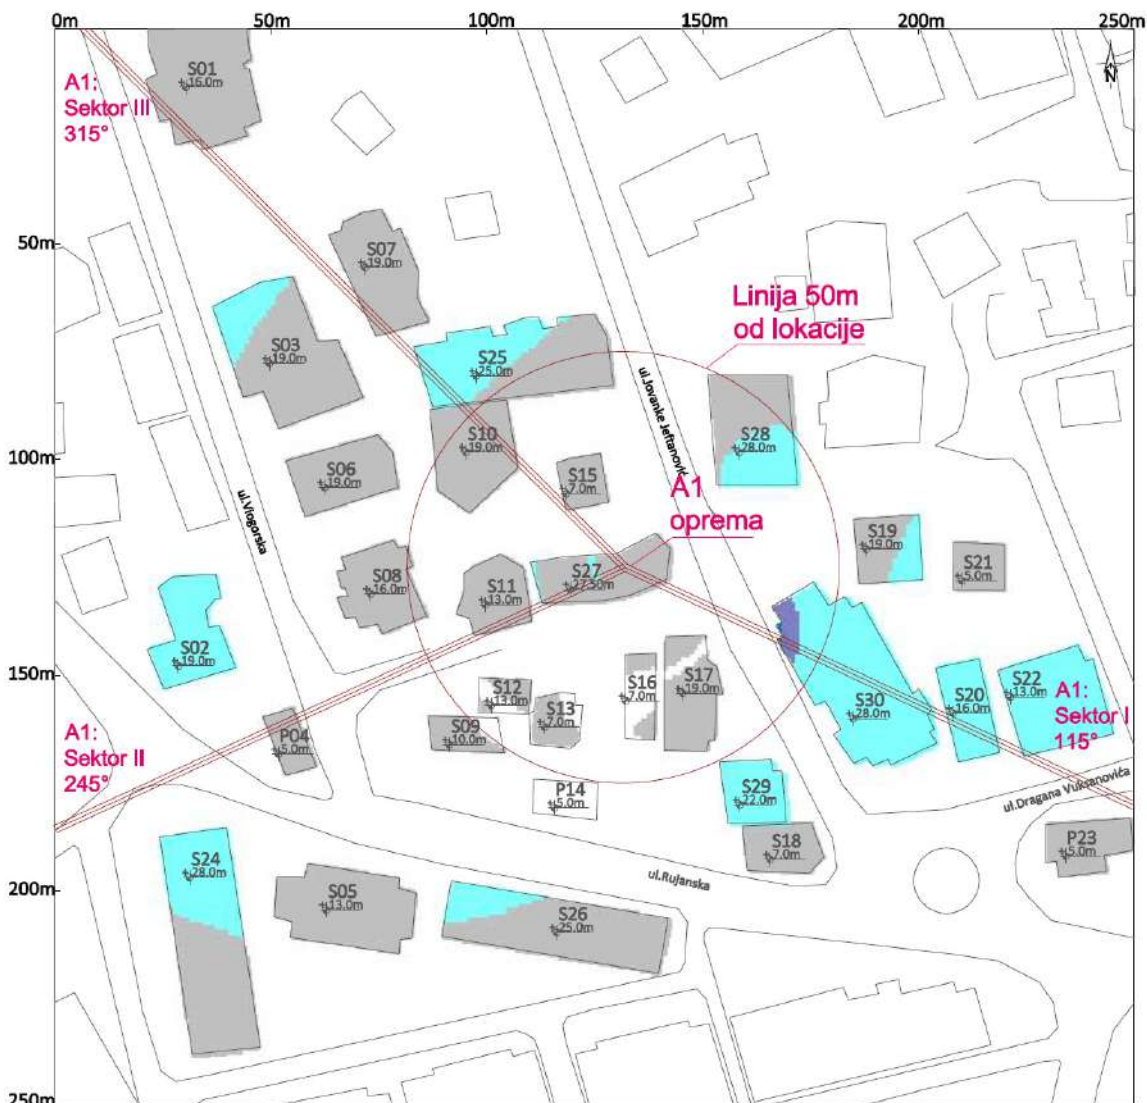 0m
50m
100m
150m
200m
250m
N
A1:
Sektor III
315°
S01
16.0m
50m
S07
19.0m
Linija 50m
od lokacije
S03
19.0m
S25
25.0m
ul.Jovanke Jeftanović
S10
19.0m
S28
28.0m
100m
S06
19.0m
S15
7.0m
A1
oprema
ul.Vlogorska
S19
19.0m
S21
5.0m
S08
16.0m
S11
13.0m
S27
27.50m
S02
19.0m
150m
S12
13.0m
S13
7.0m
S16
7.0m
S17
19.0m
S30
28.0m
S20
16.0m
S22
13.0m
A1:
Sektor I
115°
S09
10.0m
P04
5.0m
A1:
Sektor II
245°
P14
5.0m
S29
22.0m
ul.Dragana Vuksanovića
S18
7.0m
P23
5.0m
S24
28.0m
S05
13.0m
ul.Rujanska
200m
S26
25.0m
250m